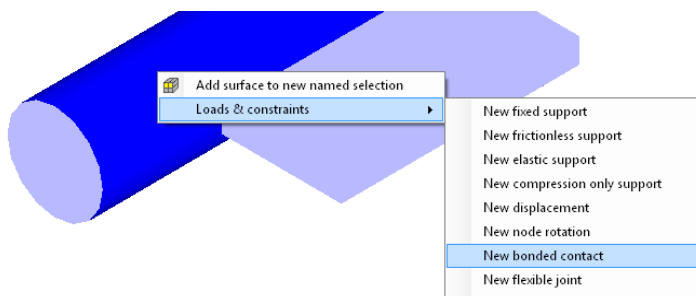 Add surface to new named selection
Loads & constraints
New fixed support
New frictionless support
New elastic support
New compression only support
New displacement
New node rotation
New bonded contact
New flexible joint